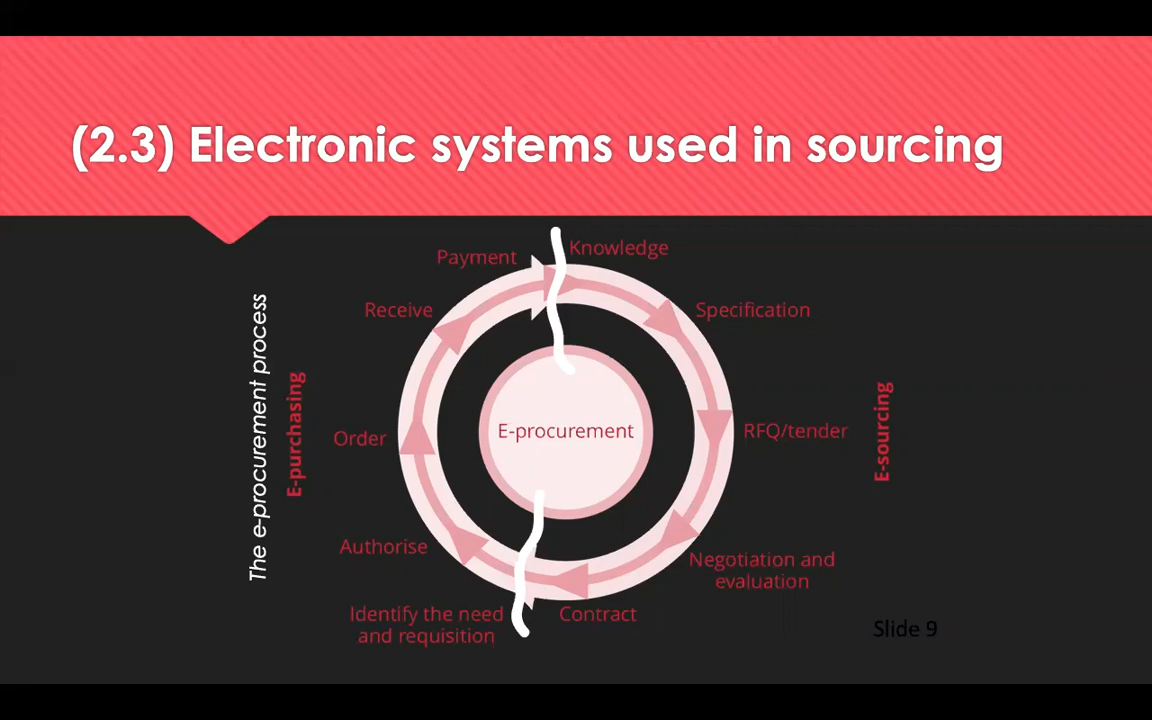 (2.3) Electronic systems used in sourcing
Payment
Knowledge
Receive
Specification
The e-procurement process
E-purchasing
E-procurement
Order
RFQ/tender
E-sourcing
Authorise
Negotiation and
evaluation
Identify the need
and requisition
Contract
Slide 9